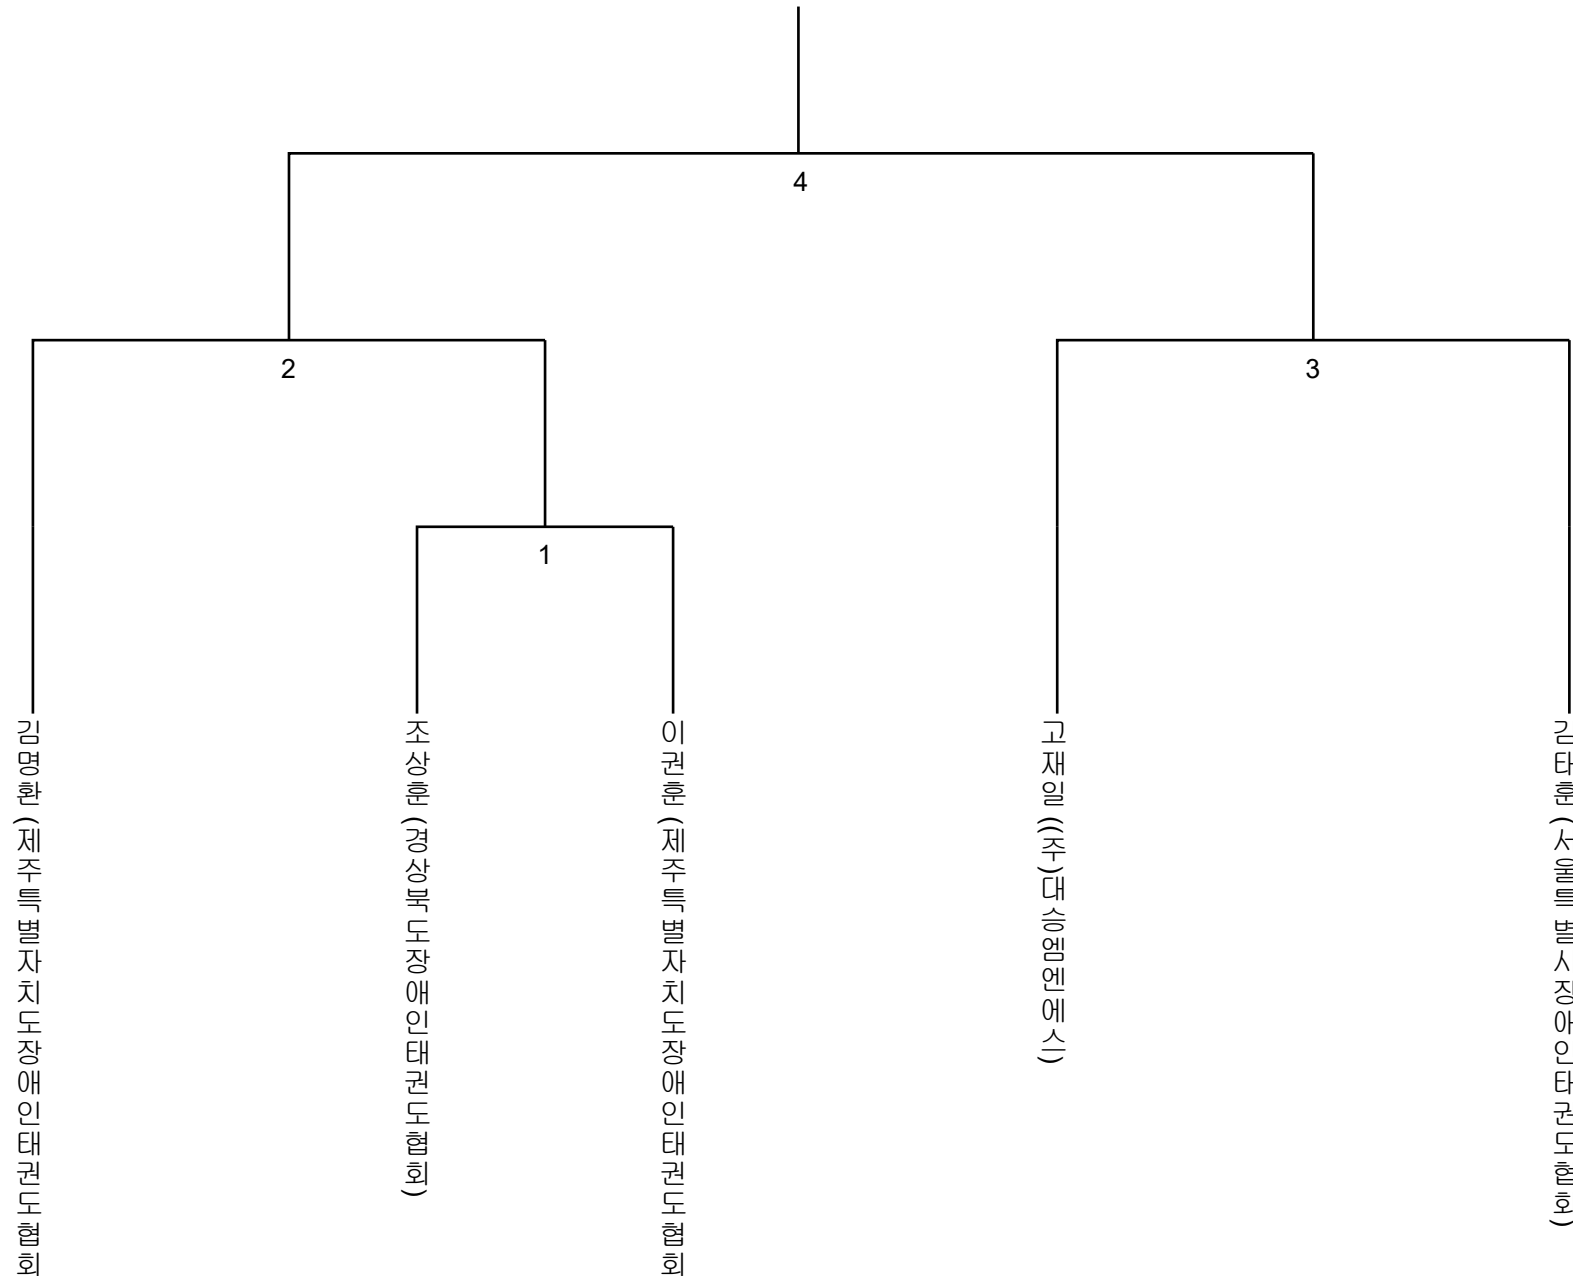 4
2
3
1
김명환 (제주특별자치도장애인태권도협회
조상훈 (경상북도장애인태권도협회)
이권훈 (제주특별자치도장애인태권도협회
고재일 ((주)대승엠엔에스)
김태훈 (서울특별시장애인태권도협회)